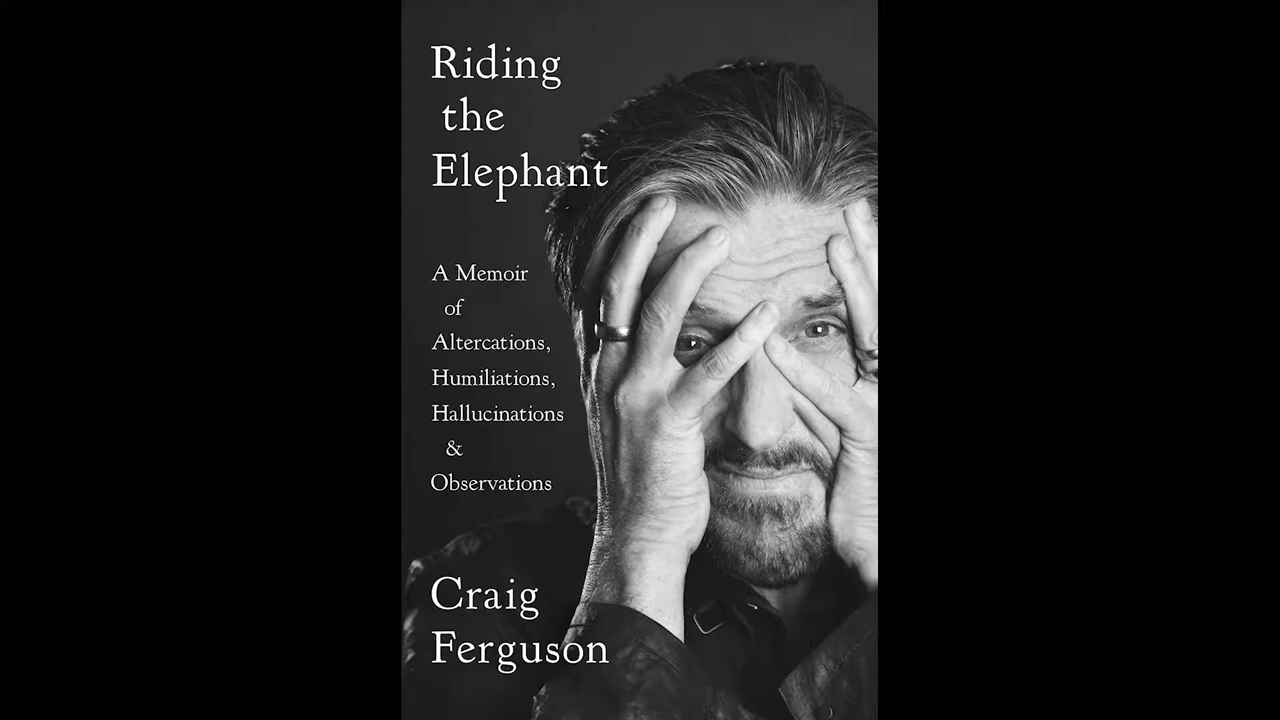 Riding
the
Elephant
A Memoir
of
Altercations,
Humiliations,
Hallucinations
&
Observations
Craig
Ferguson